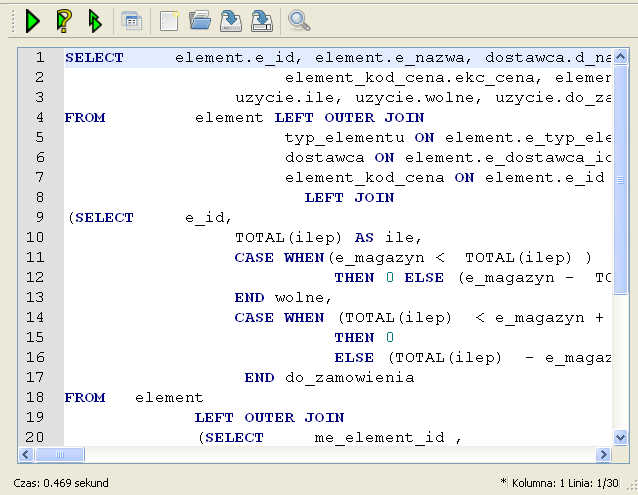 1 SELECT element.e_id, element.e_nazwa, dostawca.d_na
2 element_kod_cena.ekc_cena, elemen
3 uzycie.ile, uzycie.wolne, uzycie.do_za
4 FROM element LEFT OUTER JOIN
5 typ_elementu ON element.e_typ_ele
6 dostawca ON element.e_dostawca_id
7 element_kod_cena ON element.e_id
8 LEFT JOIN
9 (SELECT e_id,
10 TOTAL(ilep) AS ile,
11 CASE WHEN(e_magazyn < TOTAL(ilep) )
12 THEN 0 ELSE (e_magazyn - TO
13 END wolne,
14 CASE WHEN (TOTAL(ilep) < e_magazyn +
15 THEN 0
16 ELSE (TOTAL(ilep) - e_magaz
17 END do_zamowienia
18 FROM element
19 LEFT OUTER JOIN
20 (SELECT me_element_id ,
Czas: 0.469 sekund * Kolumna: 1 Linia: 1/30